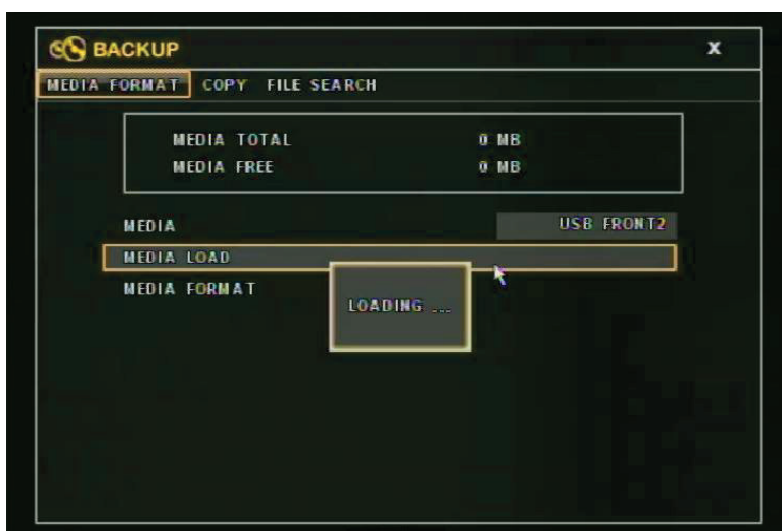 BACKUP X
MEDIA FORMAT COPY FILE SEARCH
MEDIA TOTAL 0 MB
MEDIA FREE 0 MB
MEDIA USB FRONT2
MEDIA LOAD
MEDIA FORMAT
LOADING ...